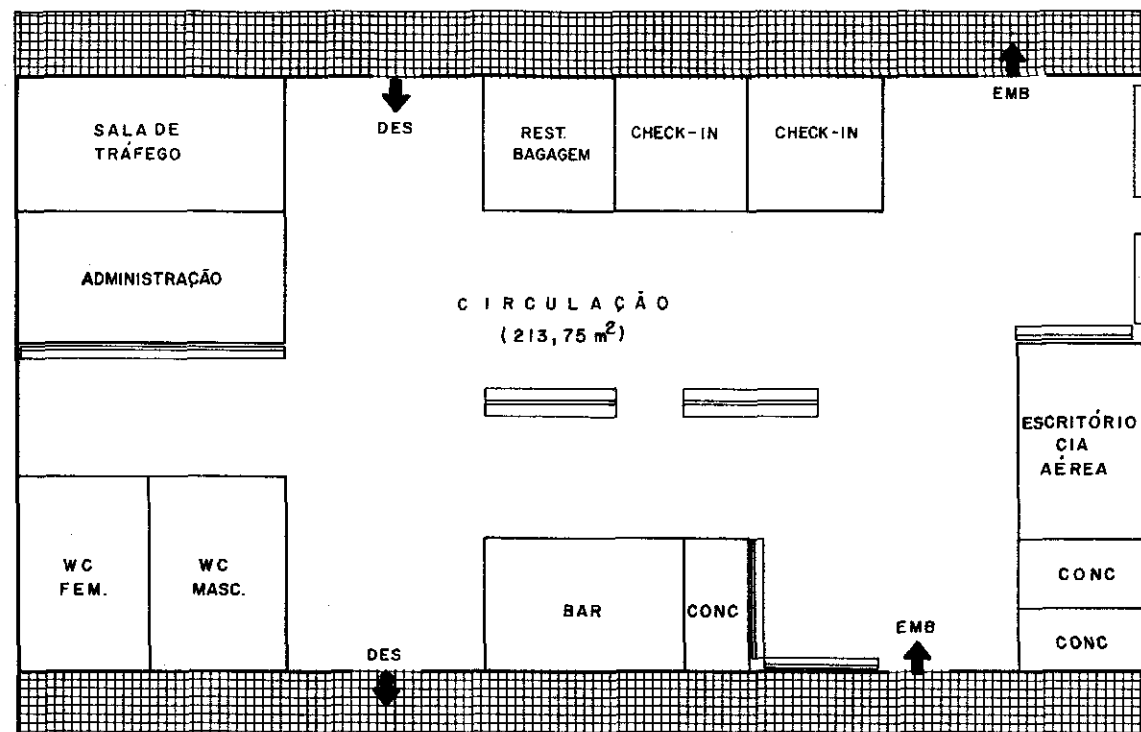 EMB
DES
SALA DE
TRÁFEGO
REST.
BAGAGEM
CHECK-IN
CHECK-IN
ADMINISTRAÇÃO
CIRCULAÇÃO
(213,75 m²)
ESCRITÓRIO
CIA
AÉREA
WC
FEM.
WC
MASC.
BAR
CONC
CONC
CONC
EMB
DES